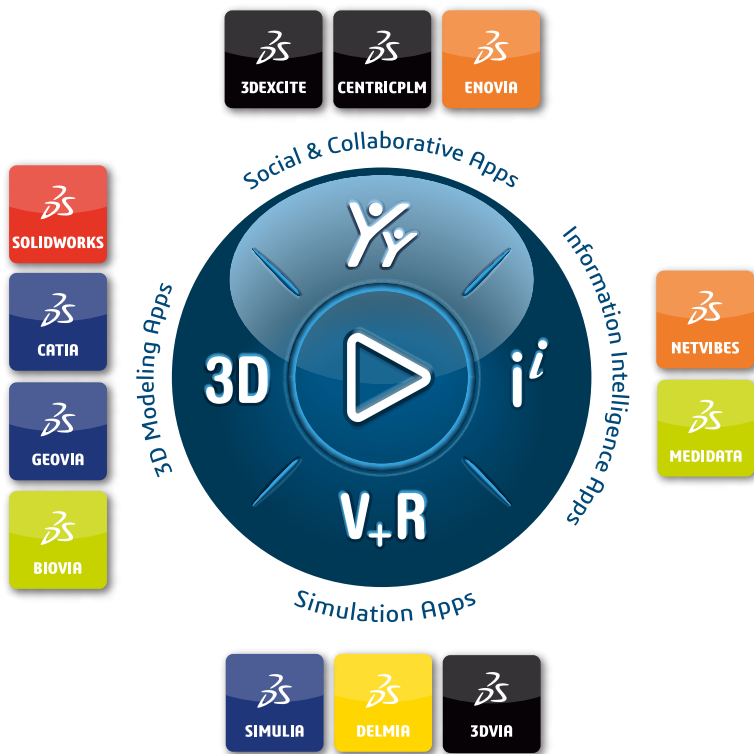 3DEXCITE
CENTRICPLM
ENOVIA
Social & Collaborative Apps
SOLIDWORKS
CATIA
GEOVIA
BIOVIA
3D Modeling Apps
3D
i i
V+R
Information Intelligence Apps
NETVIBES
MEDIDATA
Simulation Apps
SIMULIA
DELMIA
3DVIA